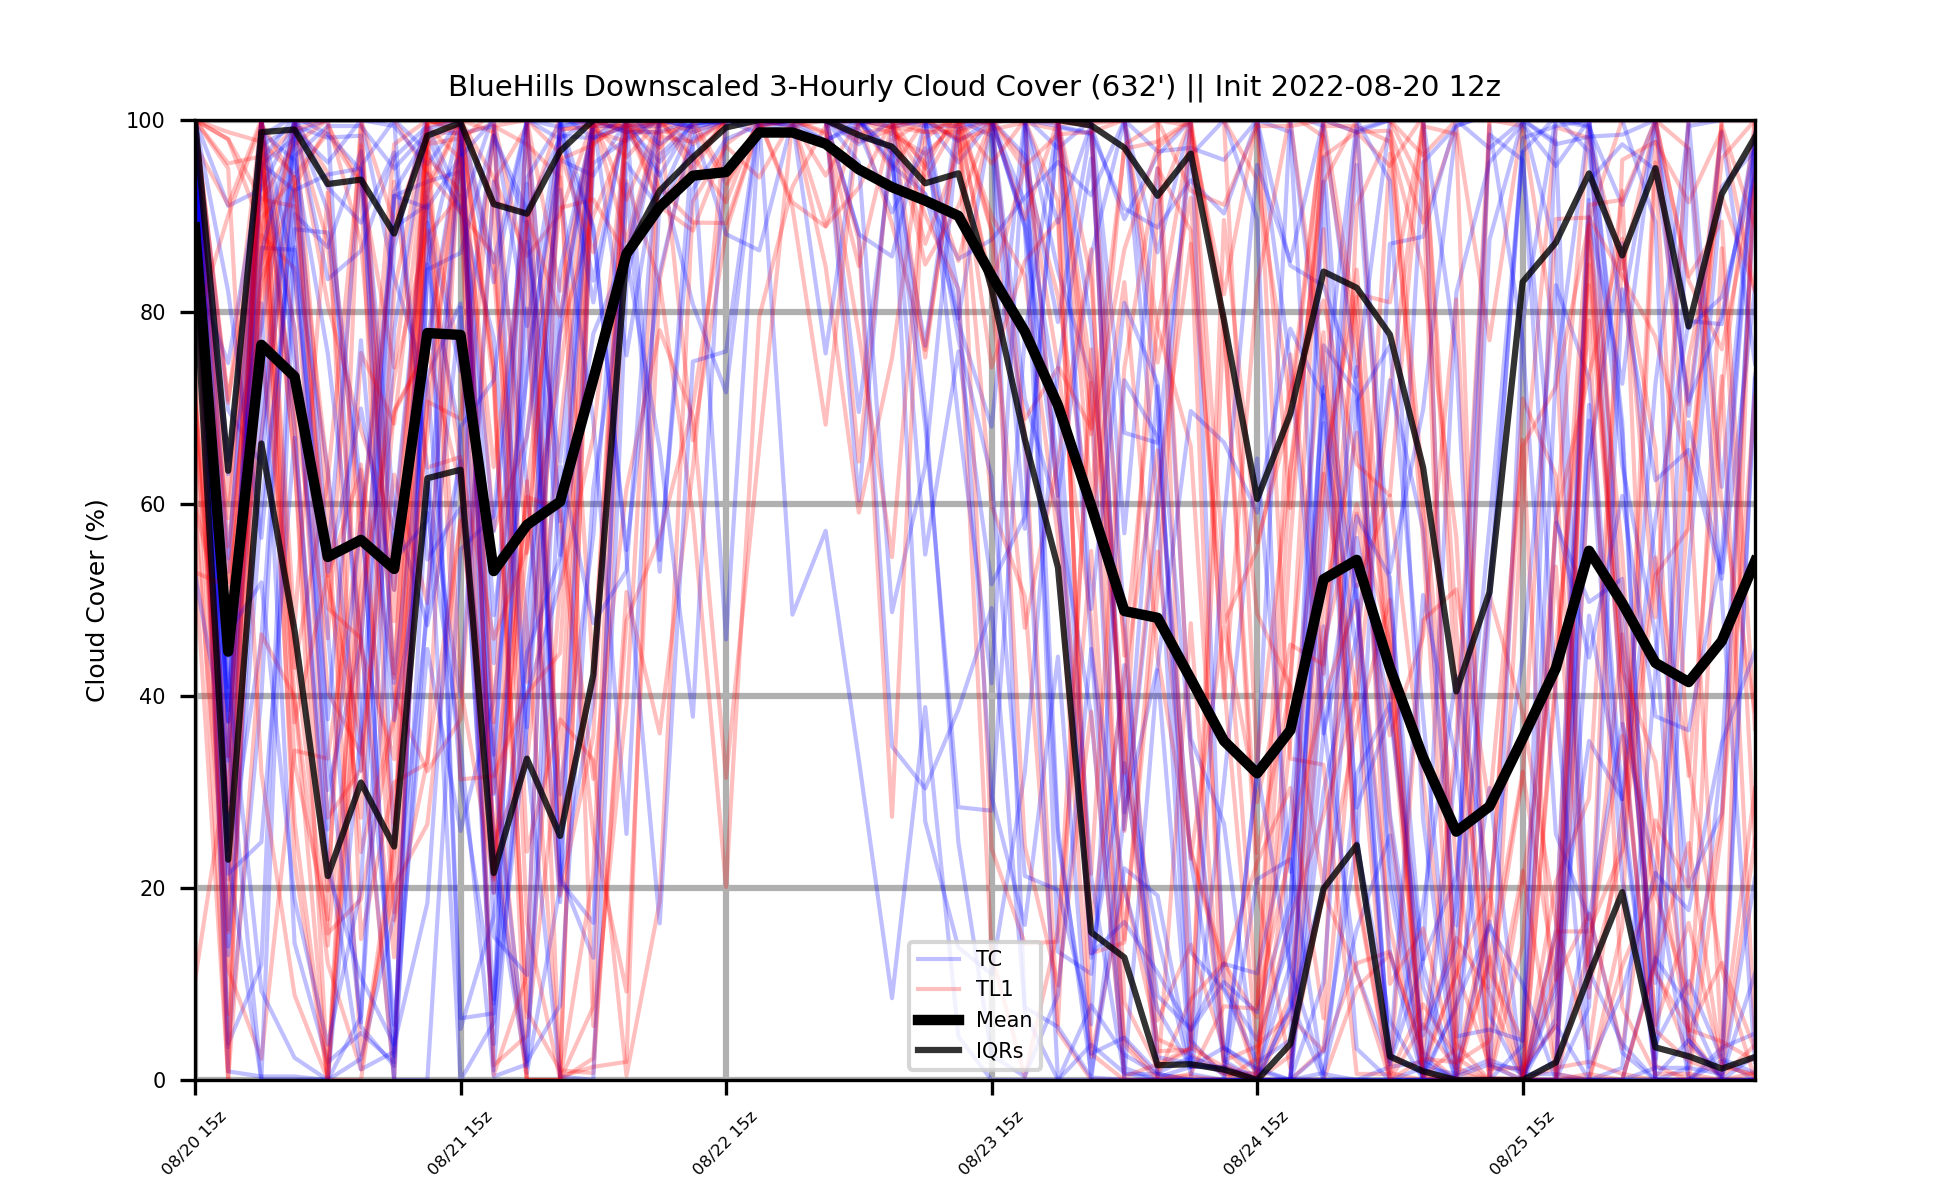 BlueHills Downscaled 3-Hourly Cloud Cover (632') || Init 2022-08-20 12z
Cloud Cover (%)
100
80
60
40
20
0
TC
TL1
Mean
IQRs
08/20 15z
08/21 15z
08/22 15z
08/23 15z
08/24 15z
08/25 15z